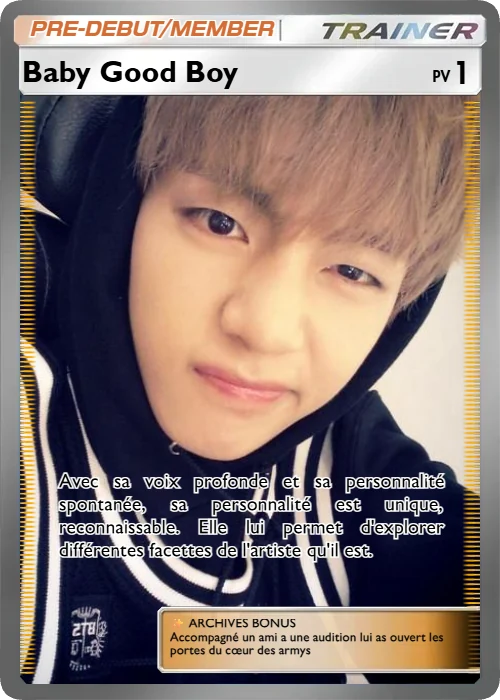 PRE-DEBUT/MEMBER
TRAINER
Baby Good Boy
PV 1
Avec sa voix profonde et sa personnalité
spontanée, sa personnalité est unique,
reconnaissable. Elle lui permet d'explorer
différentes facettes de l'artiste qu'il est.
ARCHIVES BONUS
Accompagné un ami a une audition lui as ouvert les
portes du cœur des armys